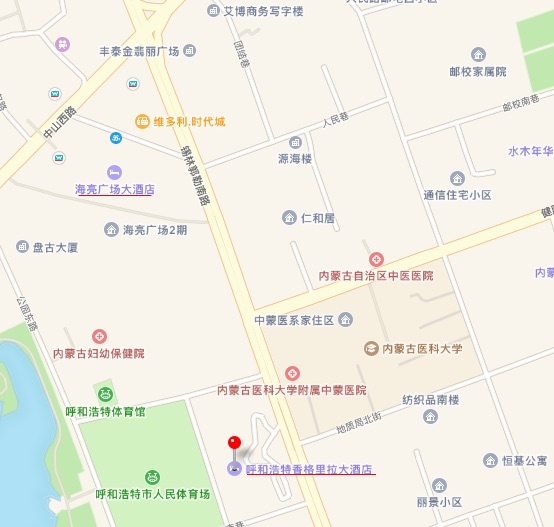 艾博商务写字楼
丰泰金翡丽广场
团结巷
邮校家属院
中山西路
维多利.时代城
人民巷
邮校南巷
锡林郭勒南路
源海楼
水木年华
海亮广场大酒店
通信住宅小区
仁和居
海亮广场2期
盘古大厦
健康
内蒙古自治区中医医院
内蒙
公园东路
中蒙医系家住区
内蒙古妇幼保健院
内蒙古医科大学
内蒙古医科大学附属中蒙医院
纺织品南楼
呼和浩特体育馆
地质局北街
呼和浩特香格里拉大酒店
恒基公寓
呼和浩特市人民体育场
丽景小区